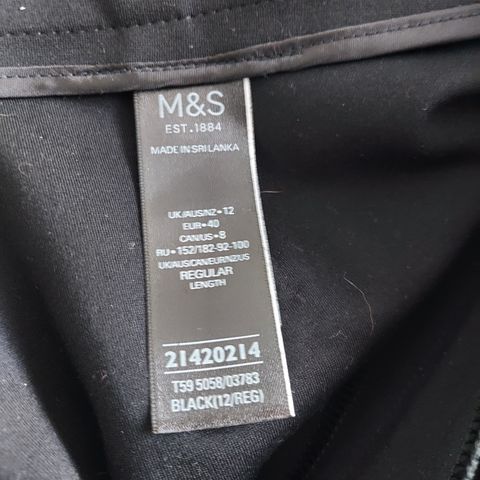 M&S
EST.1884
MADE IN SRI LANKA
UK/AUS/NZ•12
EUR•40
CAN/US•8
RU•152/182-92-100
UK/AUS/CAN/EUR/NZ/US
REGULAR
LENGTH
21420214
T59 5058/03783
BLACK(12/REG)